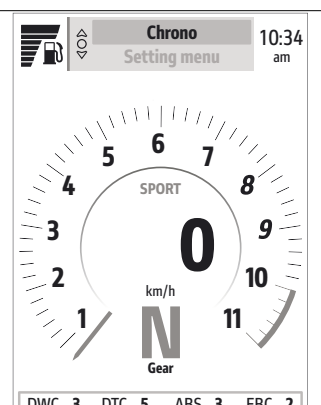 Chrono
Setting menu
10:34
am
1
2
3
4
5
6
7
8
9
10
11
SPORT
0
km/h
N
Gear
DWC 3 DTC 5 ABS 3 EBC 2